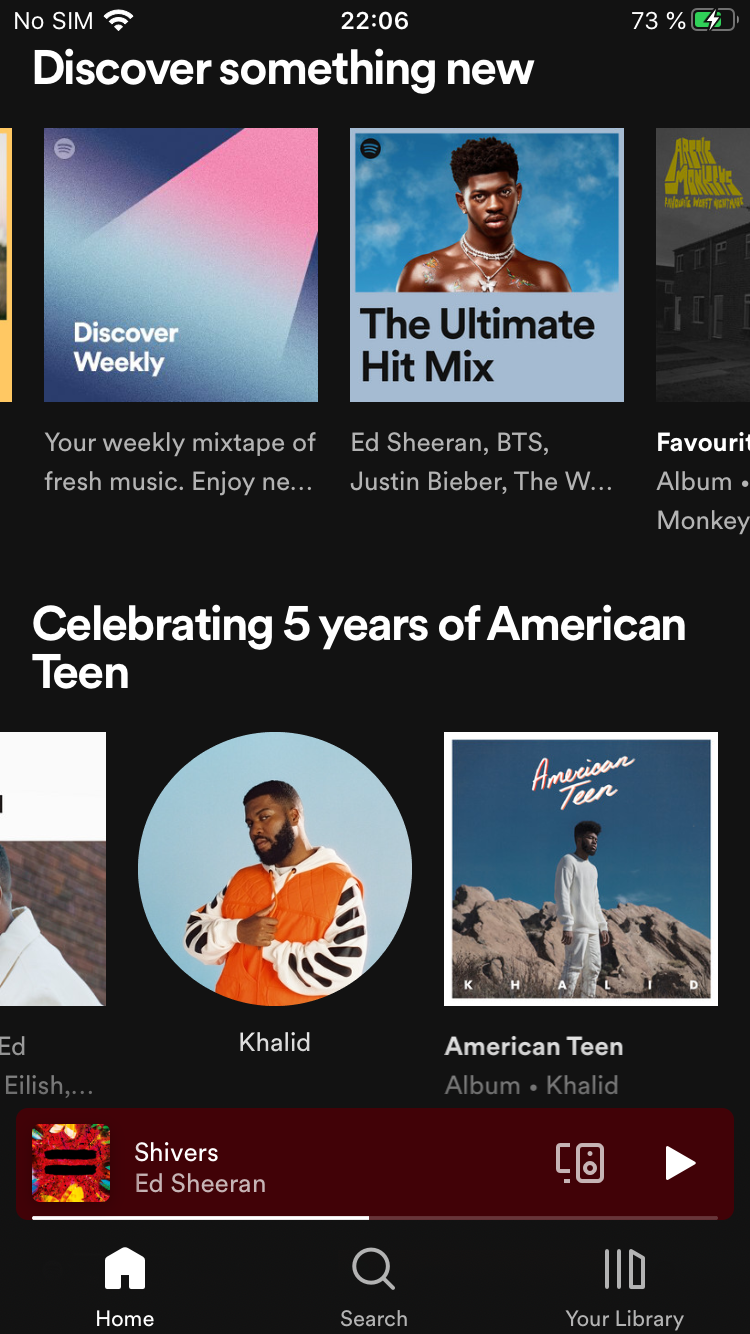 No SIM 22:06 73 %
Discover something new
Discover
Weekly
Your weekly mixtape of
fresh music. Enjoy ne...
The Ultimate
Hit Mix
Ed Sheeran, BTS,
Justin Bieber, The W...
ARCTIC
MONKEYS
FAVOURITE WORST NIGHTMARE
Favourit
Album •
Monkey
Celebrating 5 years of American
Teen
Ed
Eilish,...
Khalid
American
Teen
KHALID
American Teen
Album • Khalid
Shivers
Ed Sheeran
Home Search Your Library